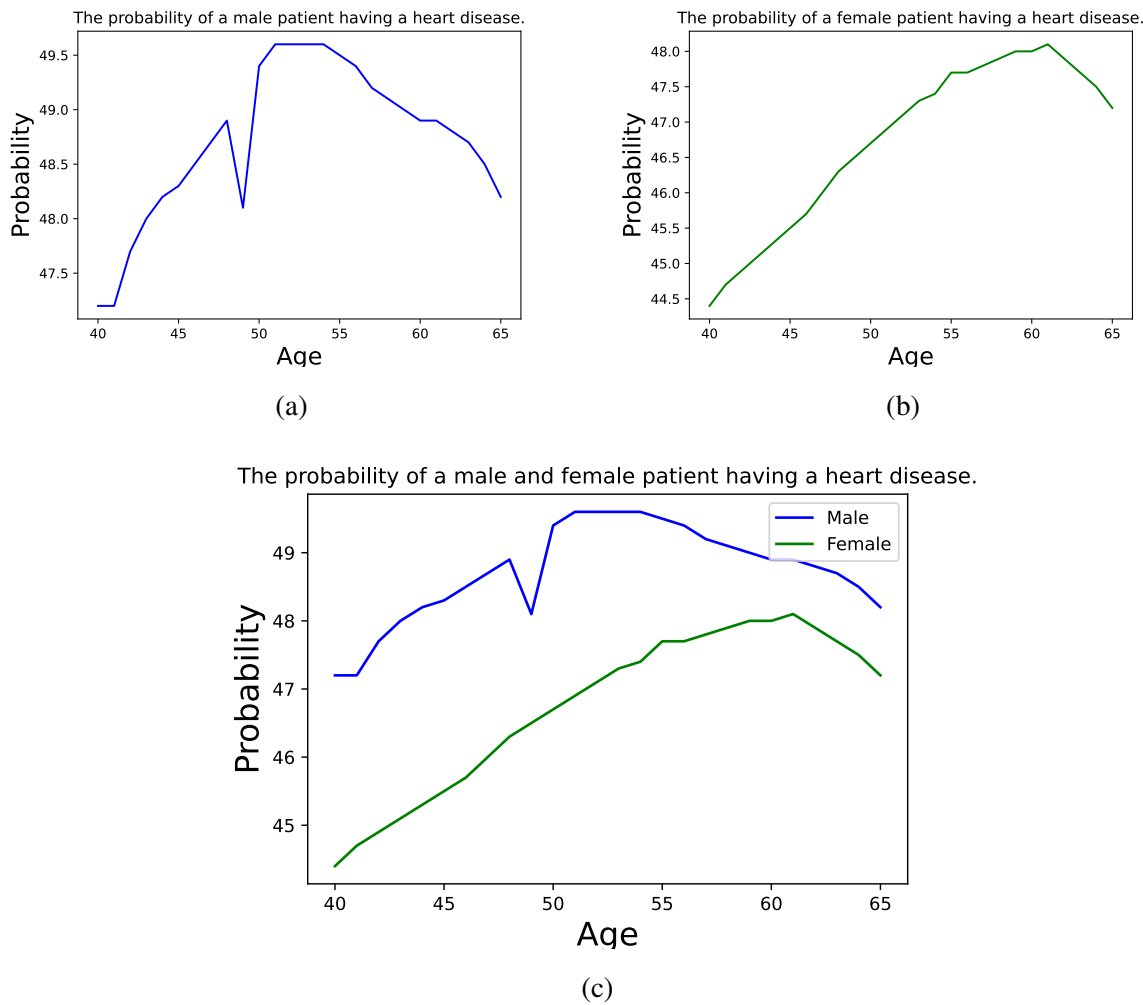 The probability of a male patient having a heart disease.
Probability
49.5
49.0
48.5
48.0
47.5
40 45 50 55 60 65
Age
(a)
The probability of a female patient having a heart disease.
Probability
48.0
47.5
47.0
46.5
46.0
45.5
45.0
44.5
40 45 50 55 60 65
Age
(b)
The probability of a male and female patient having a heart disease.
Male
Female
Probability
49
48
47
46
45
40 45 50 55 60 65
Age
(c)